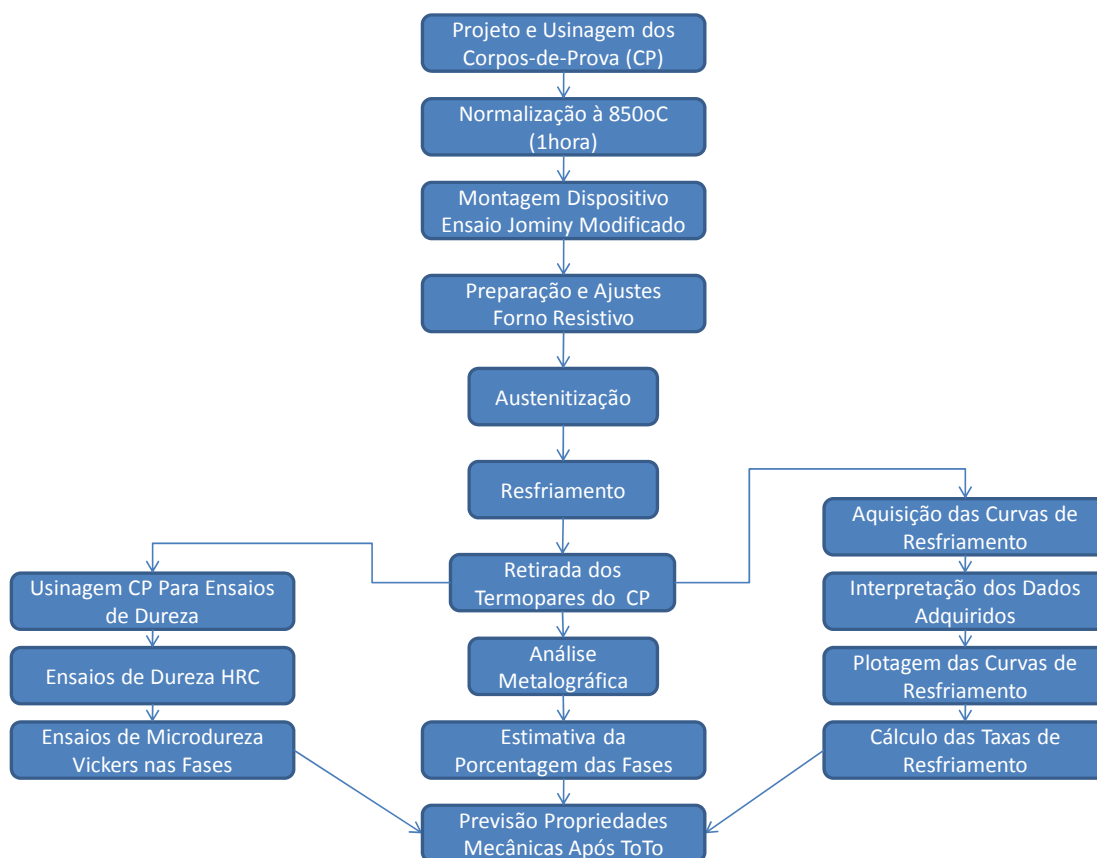 Projeto e Usinagem dos
Corpos-de-Prova (CP)
Normalização à 850oC
(1hora)
Montagem Dispositivo
Ensaio Jominy Modificado
Preparação e Ajustes
Forno Resistivo
Austenitização
Resfriamento
Retirada dos
Termopares do CP
Usinagem CP Para Ensaios
de Dureza
Ensaios de Dureza HRC
Ensaios de Microdureza
Vickers nas Fases
Análise
Metalográfica
Estimativa da
Porcentagem das Fases
Aquisição das Curvas de
Resfriamento
Interpretação dos Dados
Adquiridos
Plotagem das Curvas de
Resfriamento
Cálculo das Taxas de
Resfriamento
Previsão Propriedades
Mecânicas Após ToTo